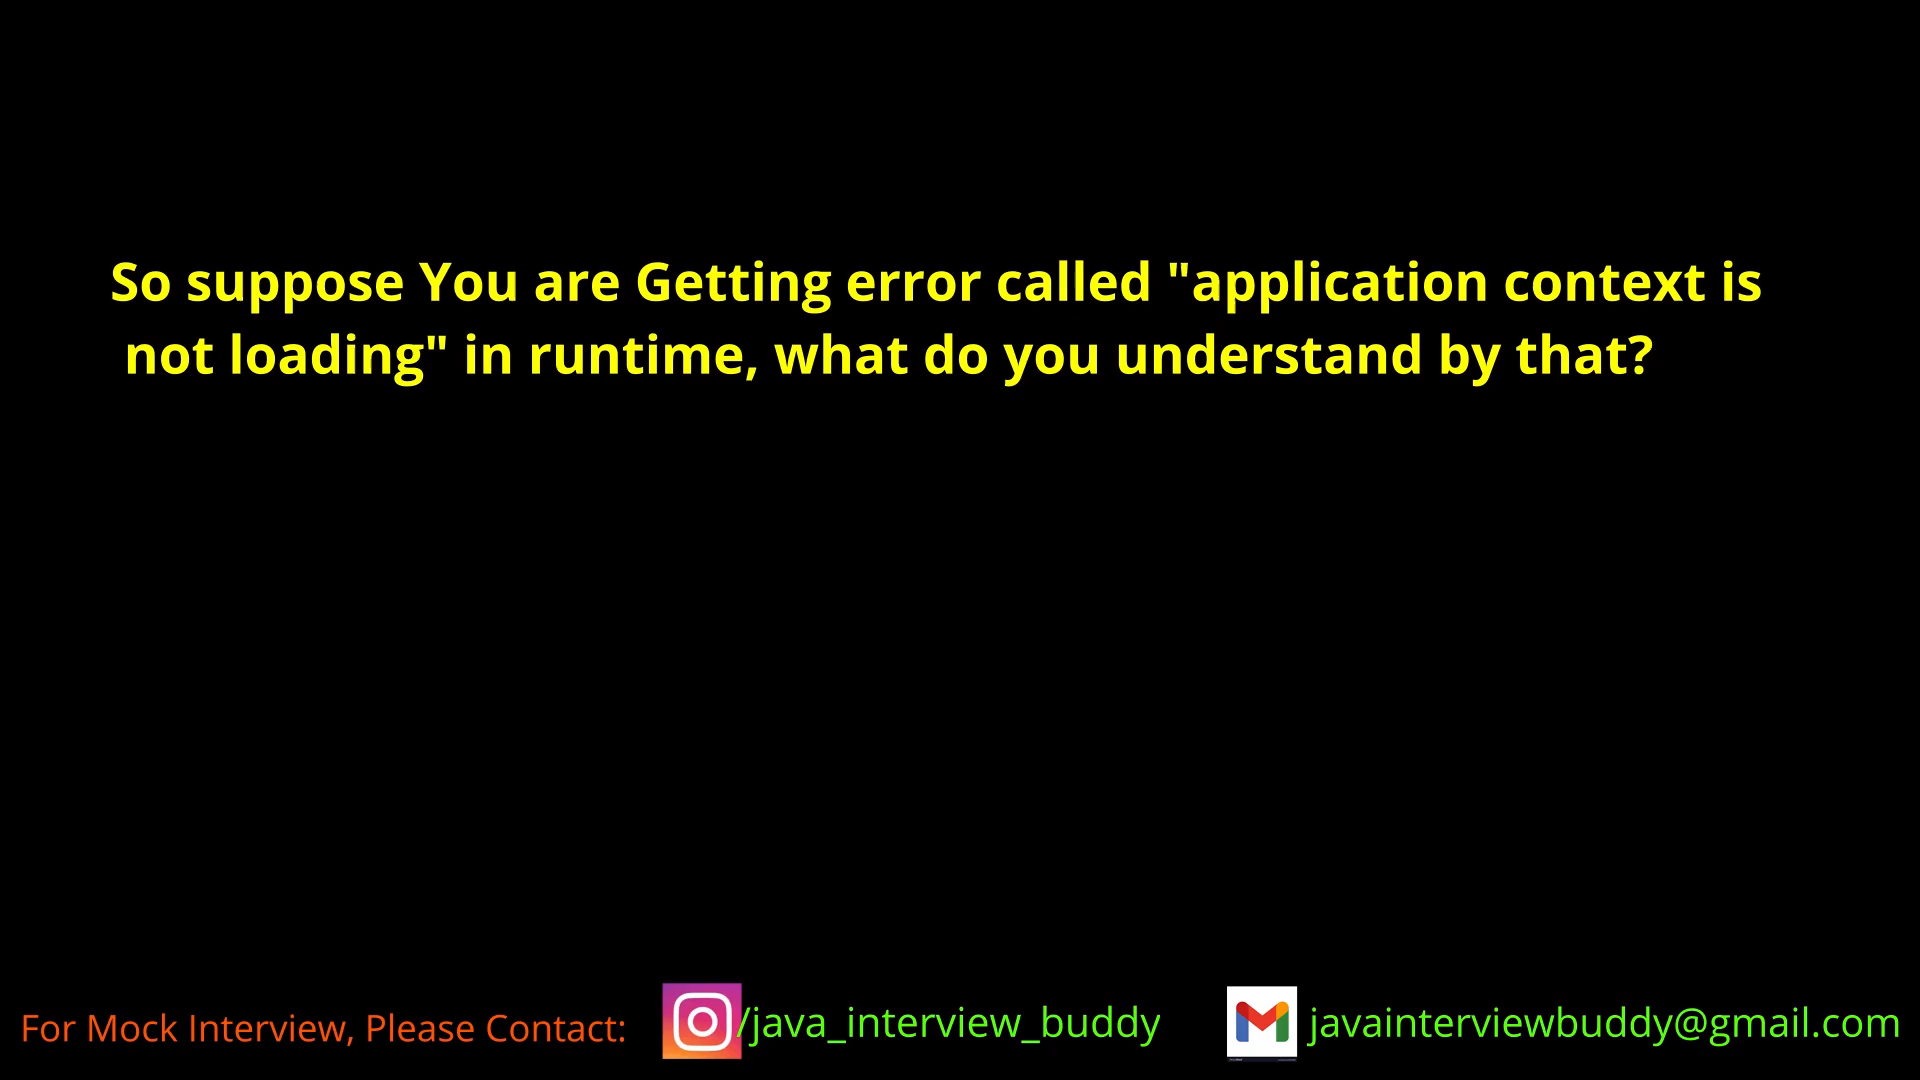 So suppose You are Getting error called "application context is
not loading" in runtime, what do you understand by that?
For Mock Interview, Please Contact: /java_interview_buddy javainterviewbuddy@gmail.com